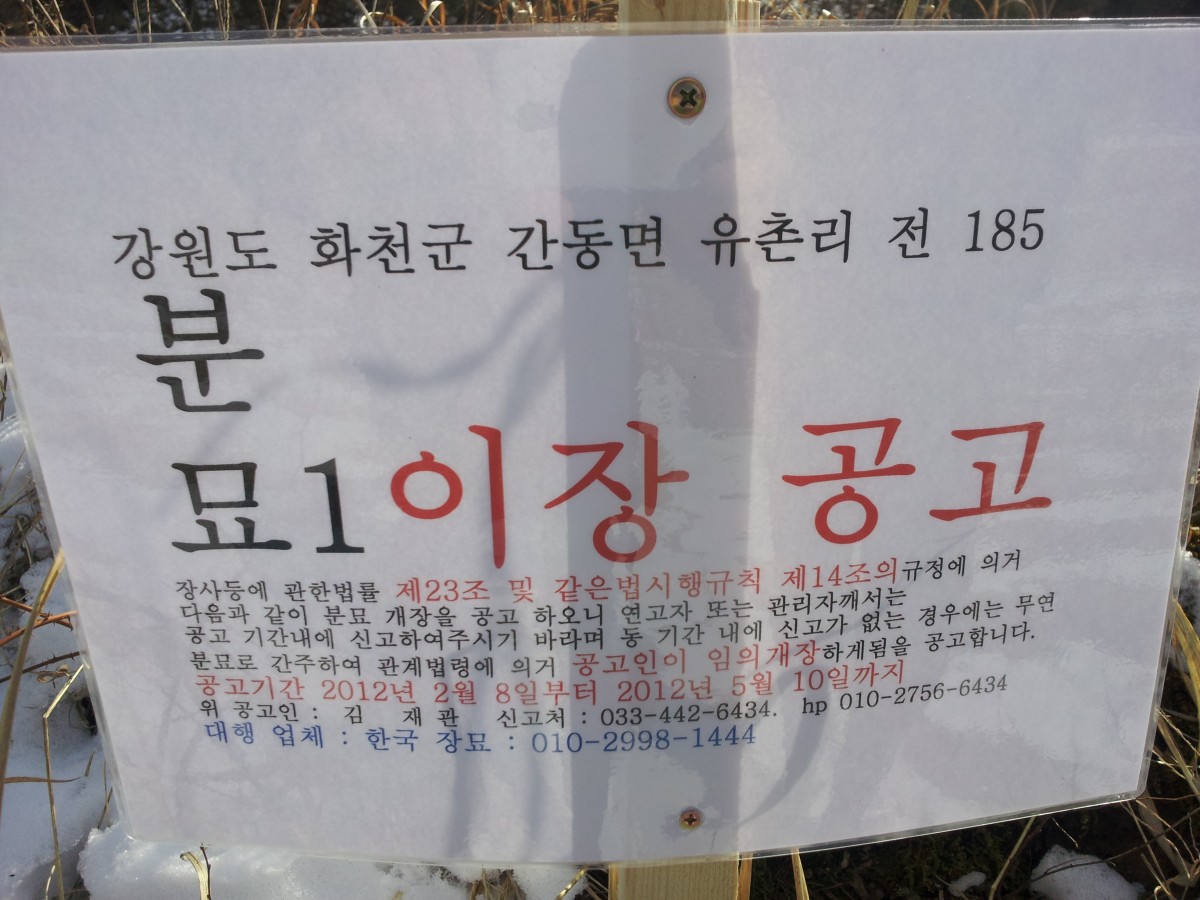 강원도 화천군 간동면 유촌리 전 185
분
묘1 이장 공고
장사등에 관한법률 제23조 및 같은법시행규칙 제14조의규정에 의거
다음과 같이 분묘 개장을 공고 하오니 연고자 또는 관리자께서는
공고 기간내에 신고하여주시기 바라며 동 기간 내에 신고가 없는 경우에는 무연
분묘로 간주하여 관계법령에 의거 공고인이 임의개장하게됨을 공고합니다.
공고기간 2012년 2월 8일부터 2012년 5월 10일까지
위 공고인 : 김 재관 신고처 : 033-442-6434. hp 010-2756-6434
대행 업체 : 한국 장묘 : 010-2998-1444